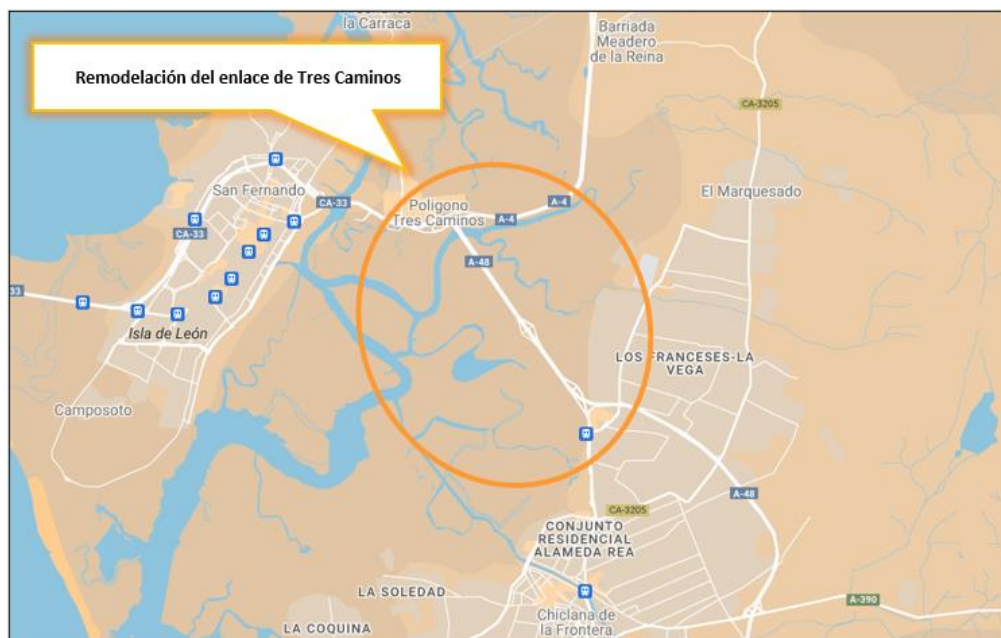 la Carraca
Barriada
Meadero
de la Reina
Remodelación del enlace de Tres Caminos
CA-3205
San Fernando
CA-33
El Marquesado
Poligono
Tres Caminos
A-4
A-4
CA-33
A-48
33
Isla de León
LOS FRANCESES-LA
VEGA
Camposoto
A-48
CA-3205
CONJUNTO
RESIDENCIAL
ALAMEDA REA
LA SOLEDAD
A-390
Chiclana
de la Frontera
LA COQUINA